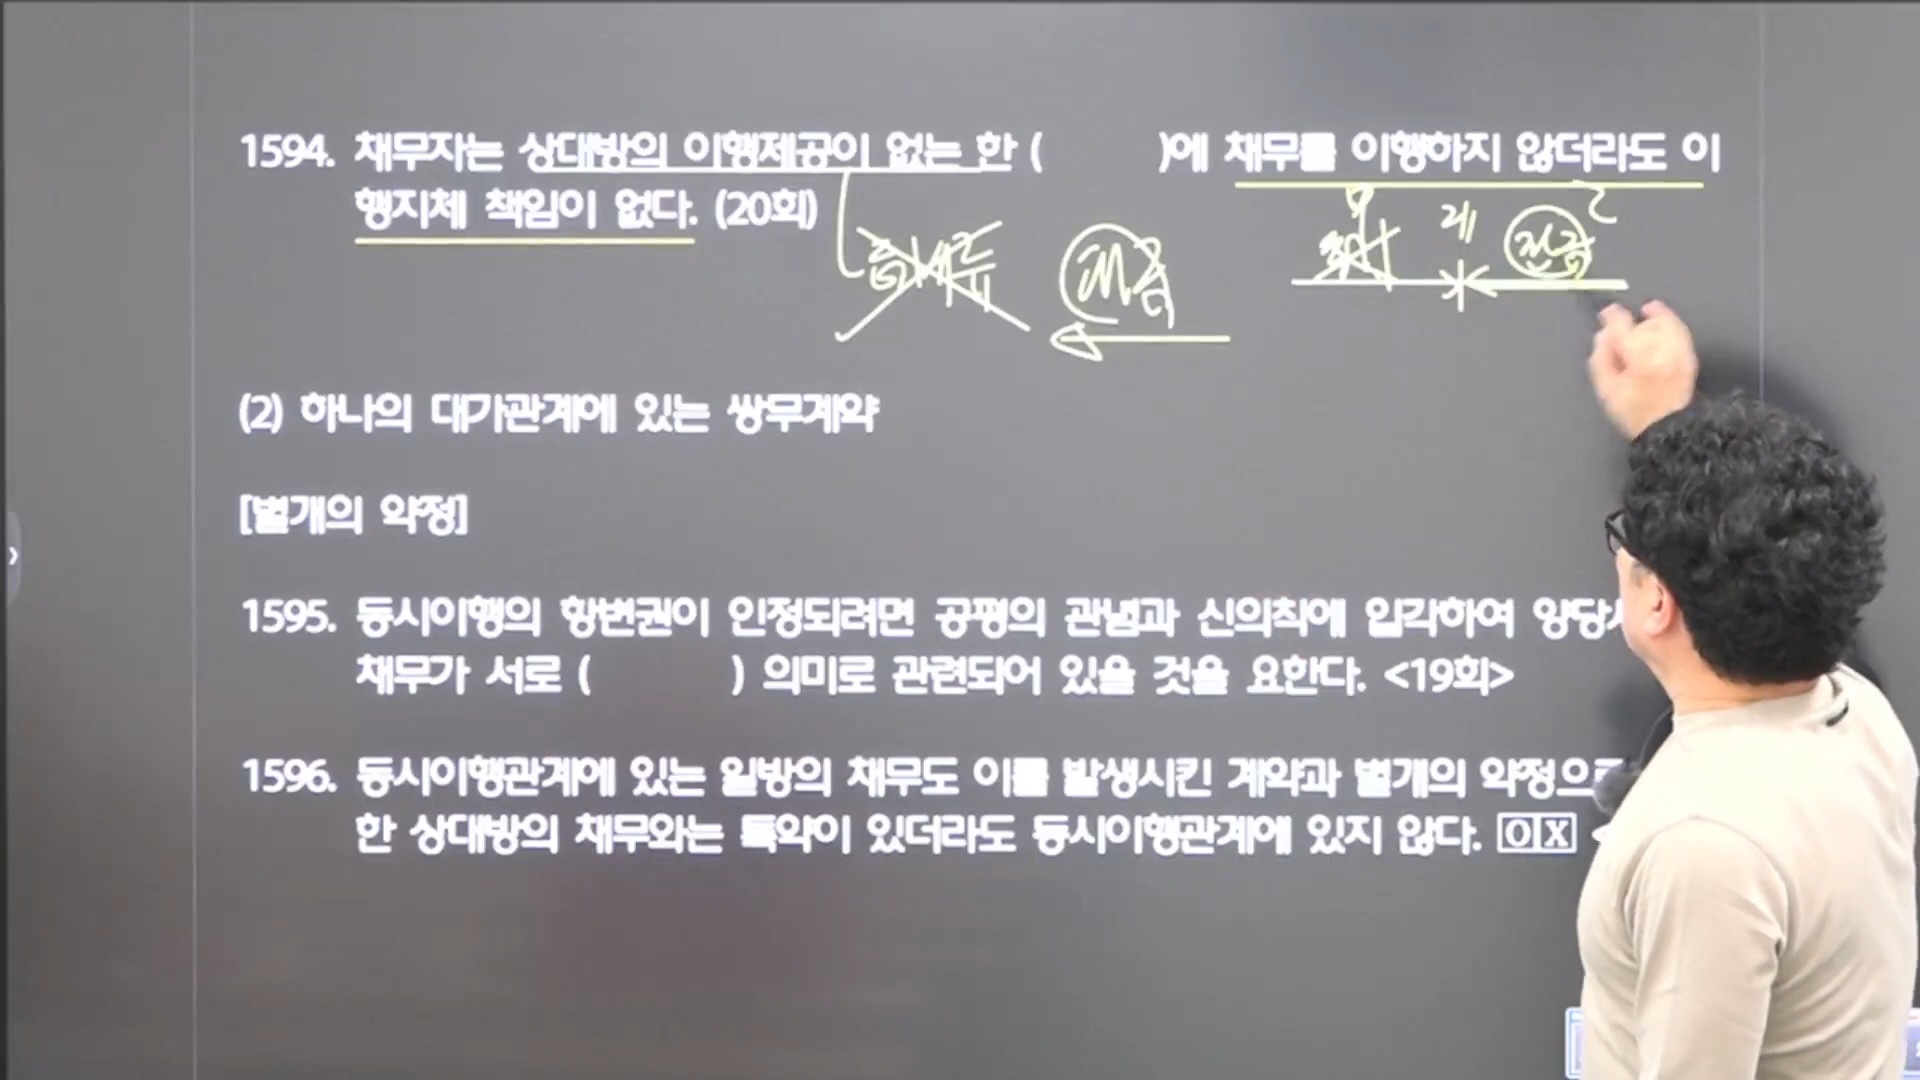 1594. 채무자는 상대방의 이행제공이 없는 한 ( )에 채무를 이행하지 않더라도 이
행지체 책임이 없다. (20회)
(2) 하나의 대가관계에 있는 쌍무계약
[별개의 약정]
1595. 동시이행의 항변권이 인정되려면 공평의 관념과 신의칙에 입각하여 양당사
채무가 서로 ( ) 의미로 관련되어 있을 것을 요한다. <19회>
1596. 동시이행관계에 있는 일방의 채무도 이를 발생시킨 계약과 별개의 약정으로
한 상대방의 채무와는 특약이 있더라도 동시이행관계에 있지 않다. O X <